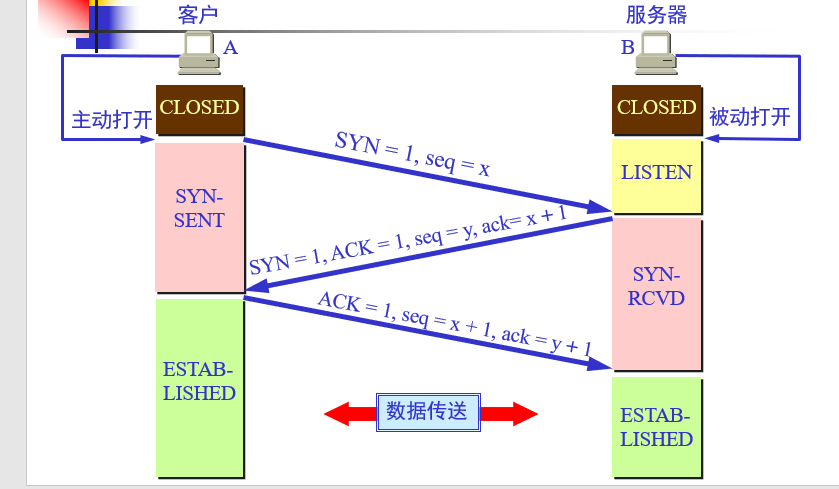 客户
服务器
A
B
CLOSED
CLOSED
主动打开
被动打开
SYN = 1, seq = x
LISTEN
SYN-
SENT
SYN = 1, ACK = 1, seq = y, ack= x + 1
SYN-
RCVD
ACK = 1, seq = x + 1, ack = y + 1
ESTAB-
LISHED
数据传送
ESTAB-
LISHED